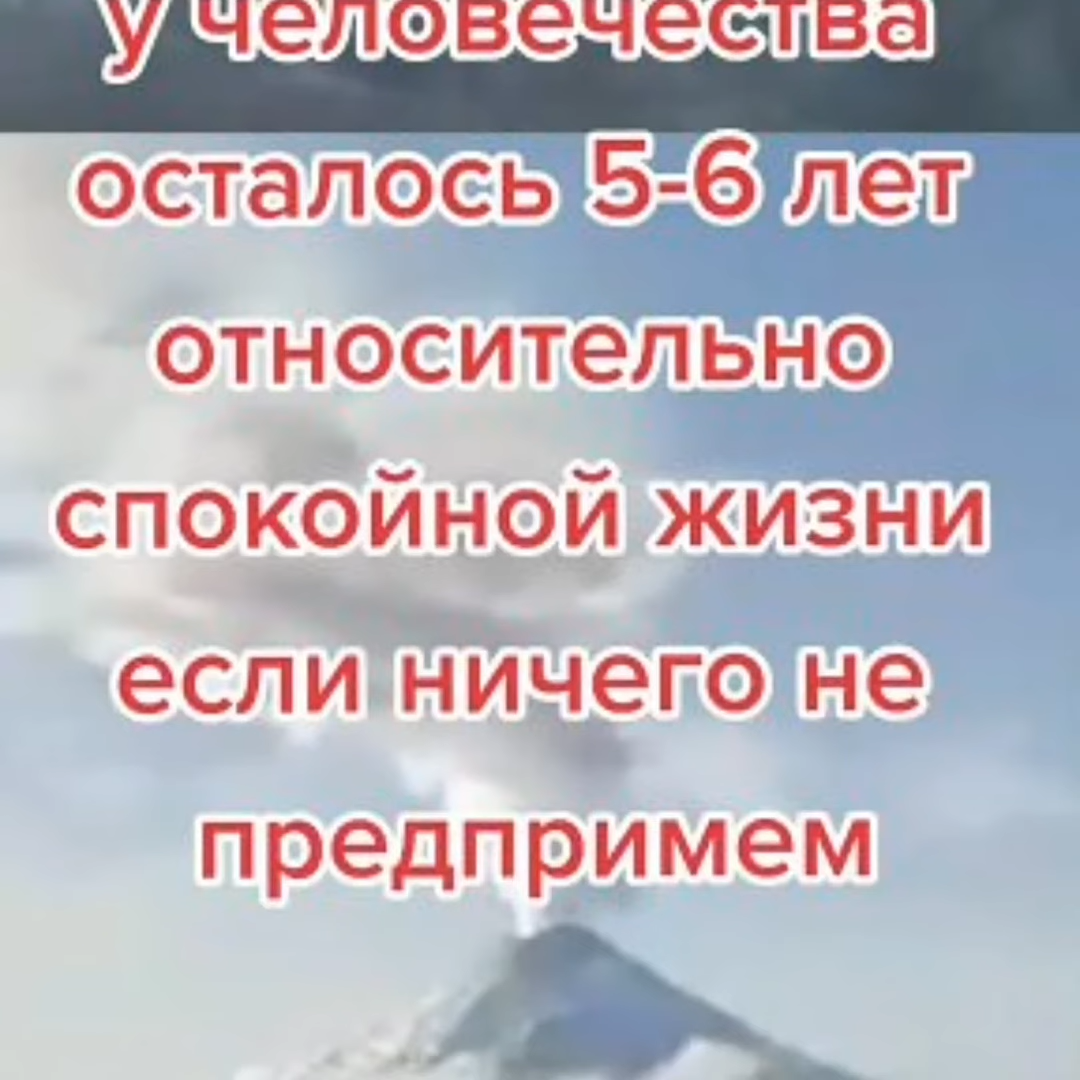 у человечества
осталось 5-6 лет
относительно
спокойной жизни
если ничего не
предпримем